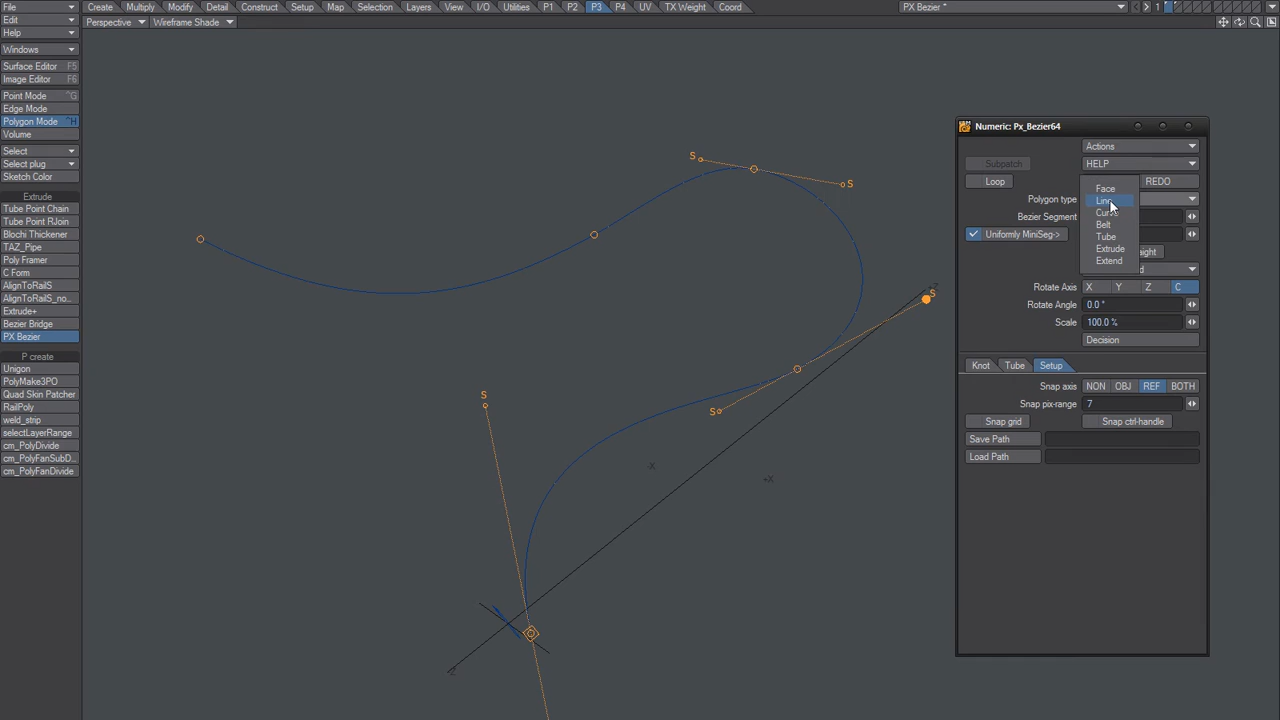 File Create Multiply Modify Detail Construct Setup Map Selection Layers View I/O Utilities P1 P2 P3 P4 UV TX Weight Coord PX Bezier * 1
Edit Perspective Wireframe Shade
Help
Windows
Surface Editor F5
Image Editor F6
Point Mode ^G
Edge Mode
Polygon Mode ^H
Volume
Select
Select plug
Sketch Color
Extrude
Tube Point Chain
Tube Point RJoin
Biochi Thickener
TAZ_Pipe
Poly Framer
C Form
AlignToRailS
AlignToRailS_no..
Extrude+
Bezier Bridge
PX Bezier
P create
Unigon
PolyMake3PO
Quad Skin Patcher
RailPoly
weld_strip
selectLayerRange
cm_PolyDivide
cm_PolyFanSubD...
cm_PolyFanDivide
S
S
S
S
S
X
+X
Z
Numeric: Px_Bezier64
Actions
Subpatch HELP
Loop REDO
Polygon type
Bezier Segment
Uniformly MiniSeg->
Face
Line
Belt
Tube
Extrude
Extend
Rotate Axis X Y Z C
Rotate Angle 0.0 °
Scale 100.0 %
Decision
Knot Tube Setup
Snap axis NON OBJ REF BOTH
Snap pix-range 7
Snap grid Snap ctrl-handle
Save Path
Load Path